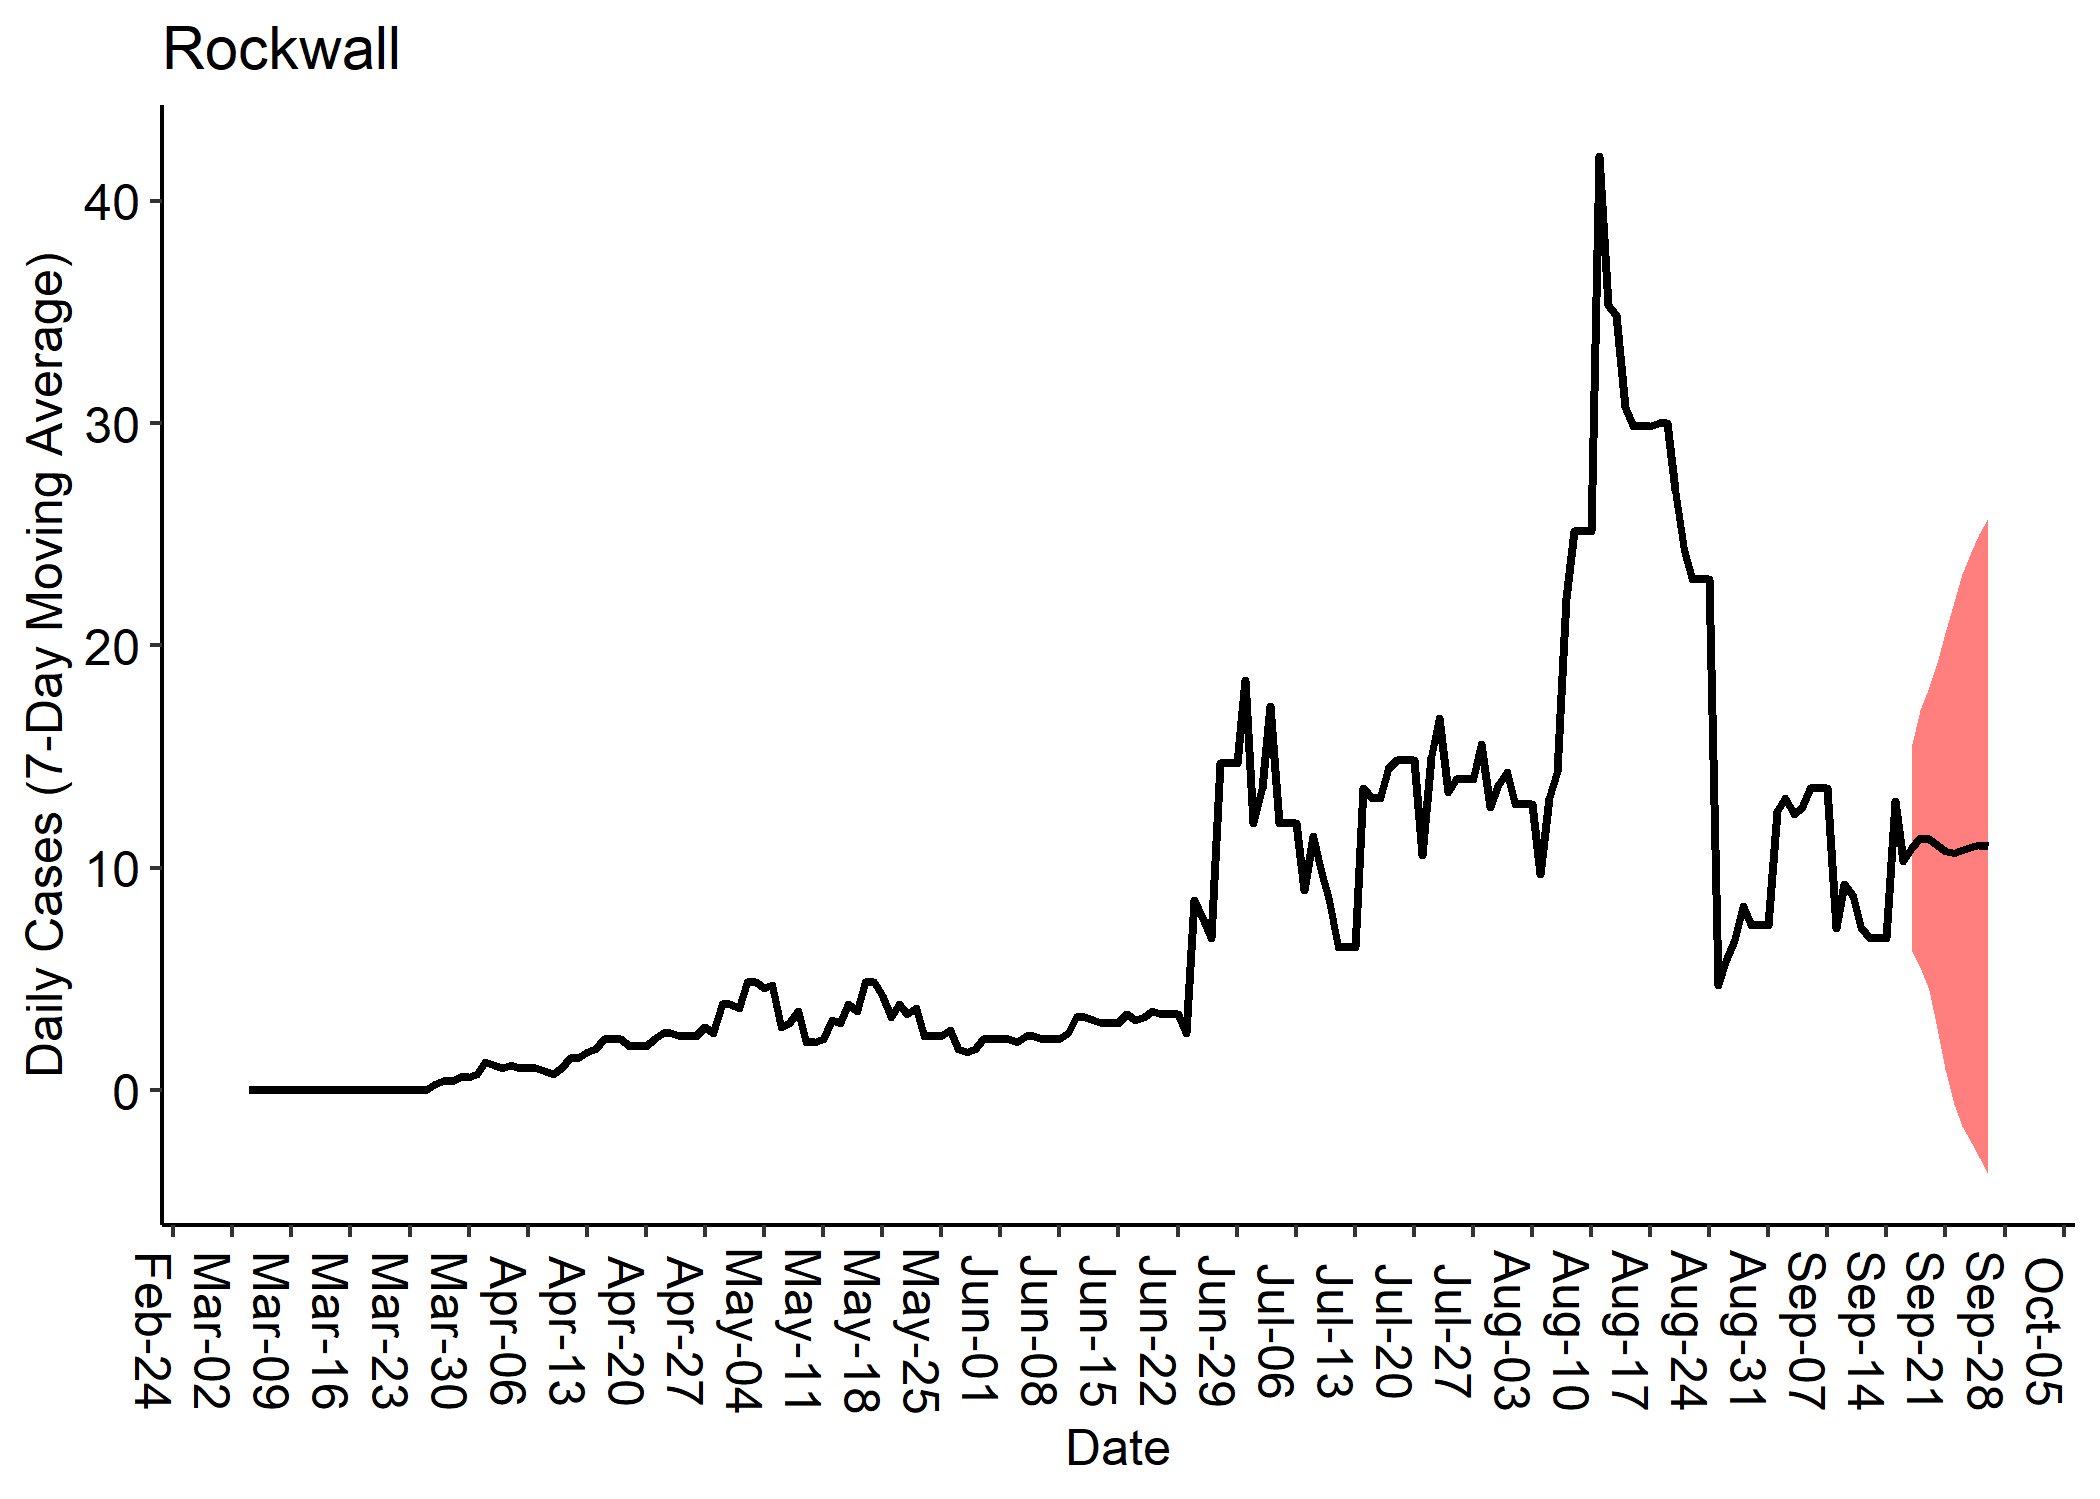 Rockwall
Daily Cases (7-Day Moving Average)
40
30
20
10
0
Feb-24
Mar-02
Mar-09
Mar-16
Mar-23
Mar-30
Apr-06
Apr-13
Apr-20
Apr-27
May-04
May-11
May-18
May-25
Jun-01
Jun-08
Jun-15
Jun-22
Jun-29
Jul-06
Jul-13
Jul-20
Jul-27
Aug-03
Aug-10
Aug-17
Aug-24
Aug-31
Sep-07
Sep-14
Sep-21
Sep-28
Oct-05
Date